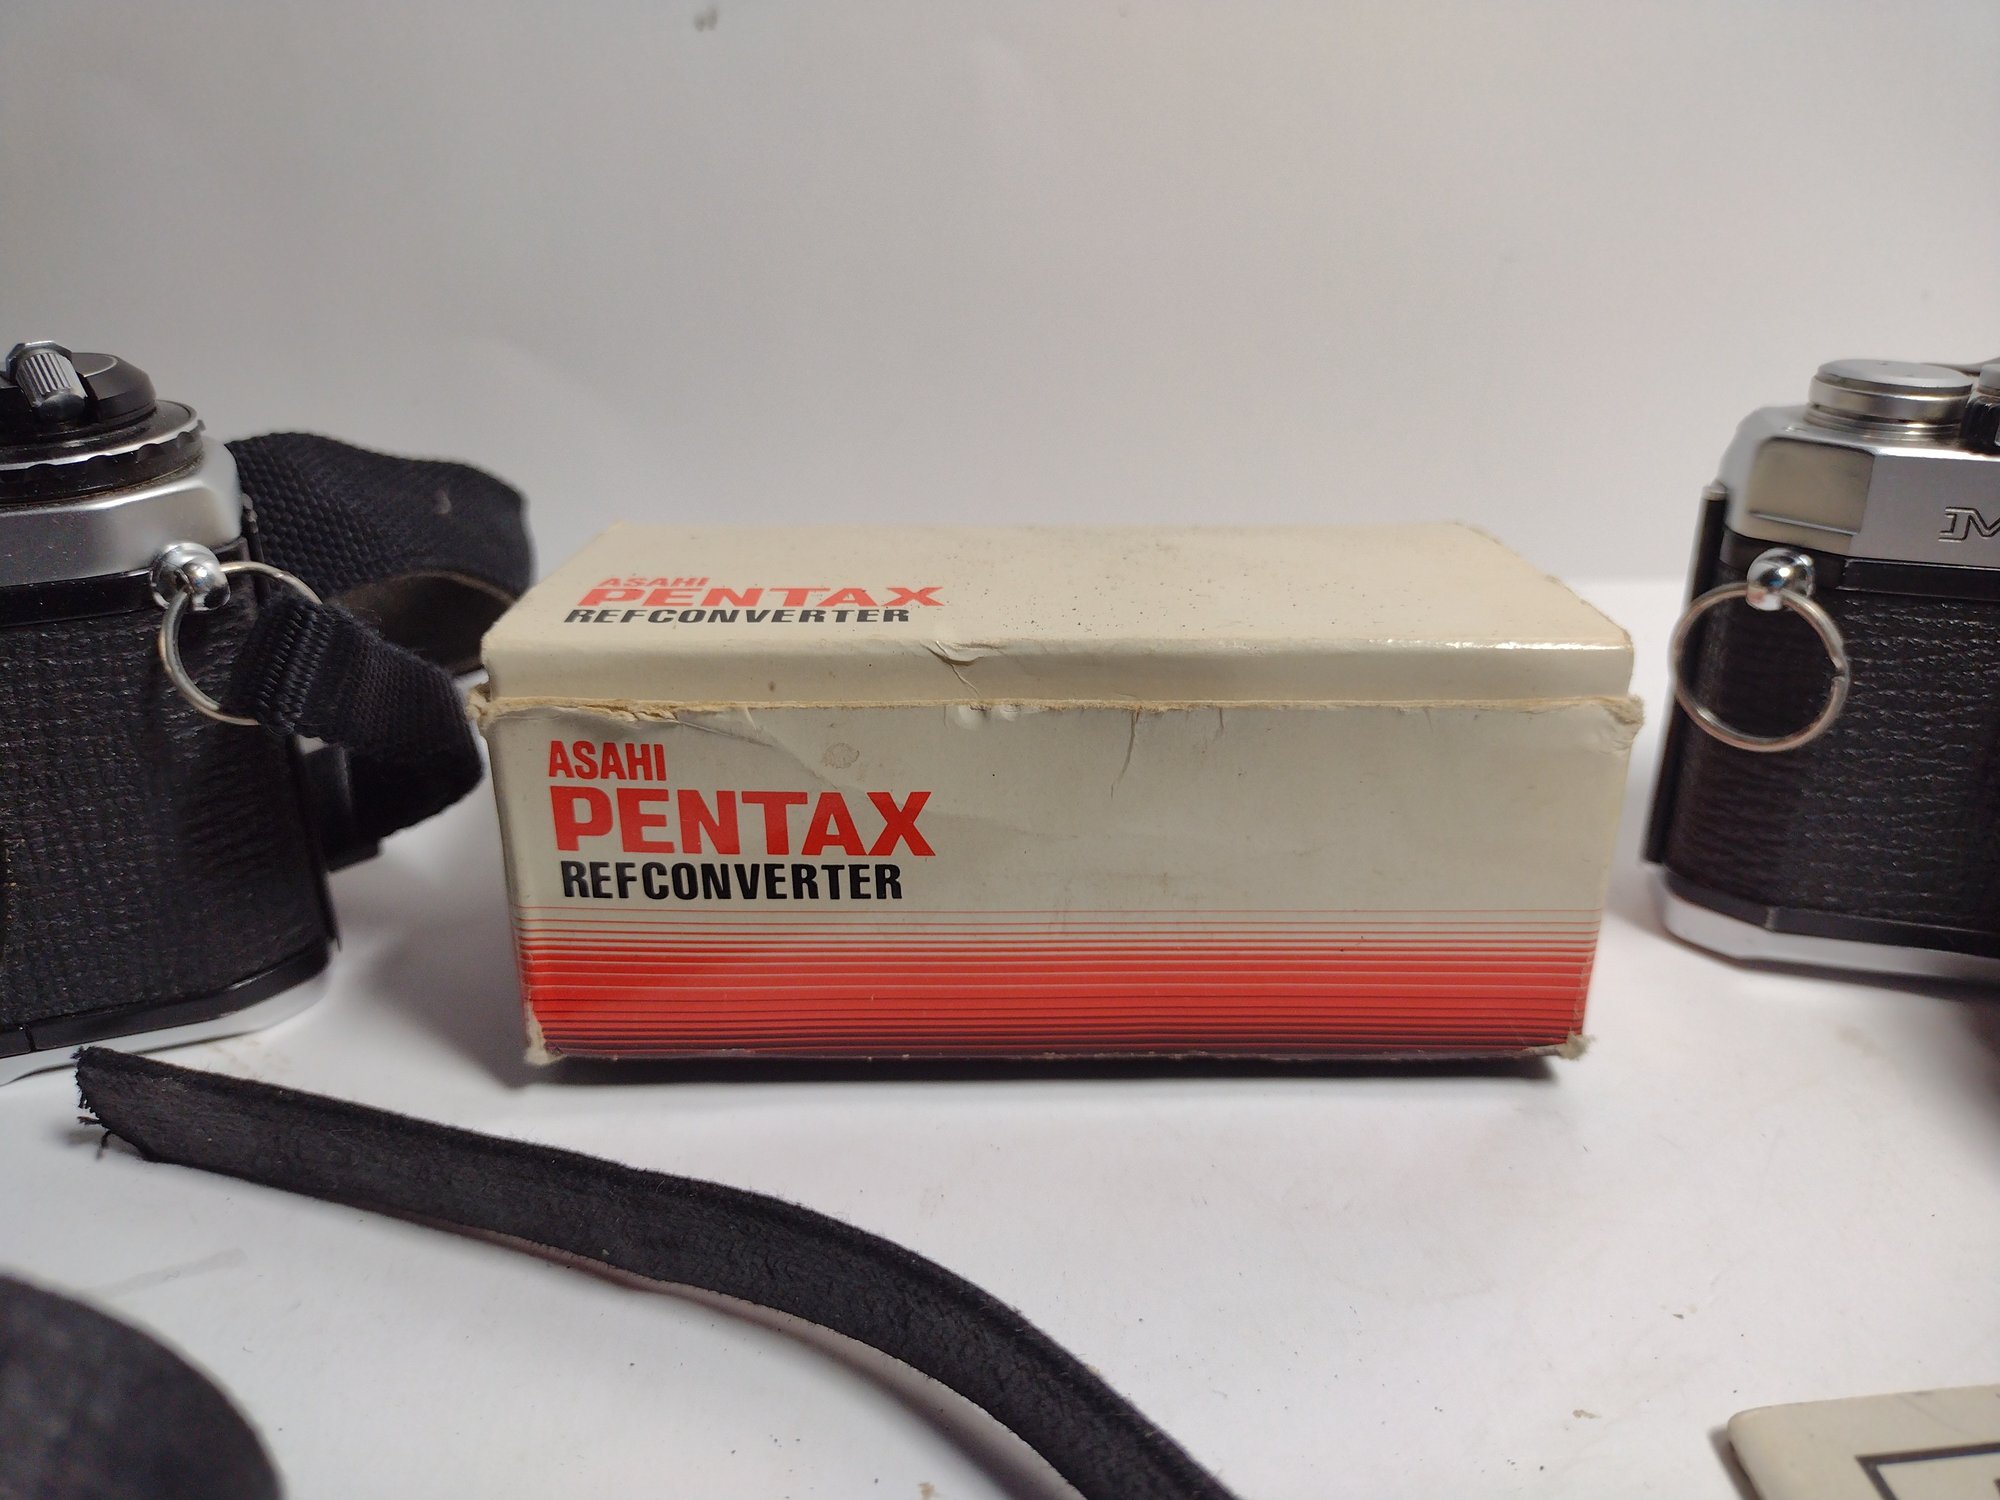 ASAHI
PENTAX
REFCONVERTER
ASAHI
PENTAX
REFCONVERTER